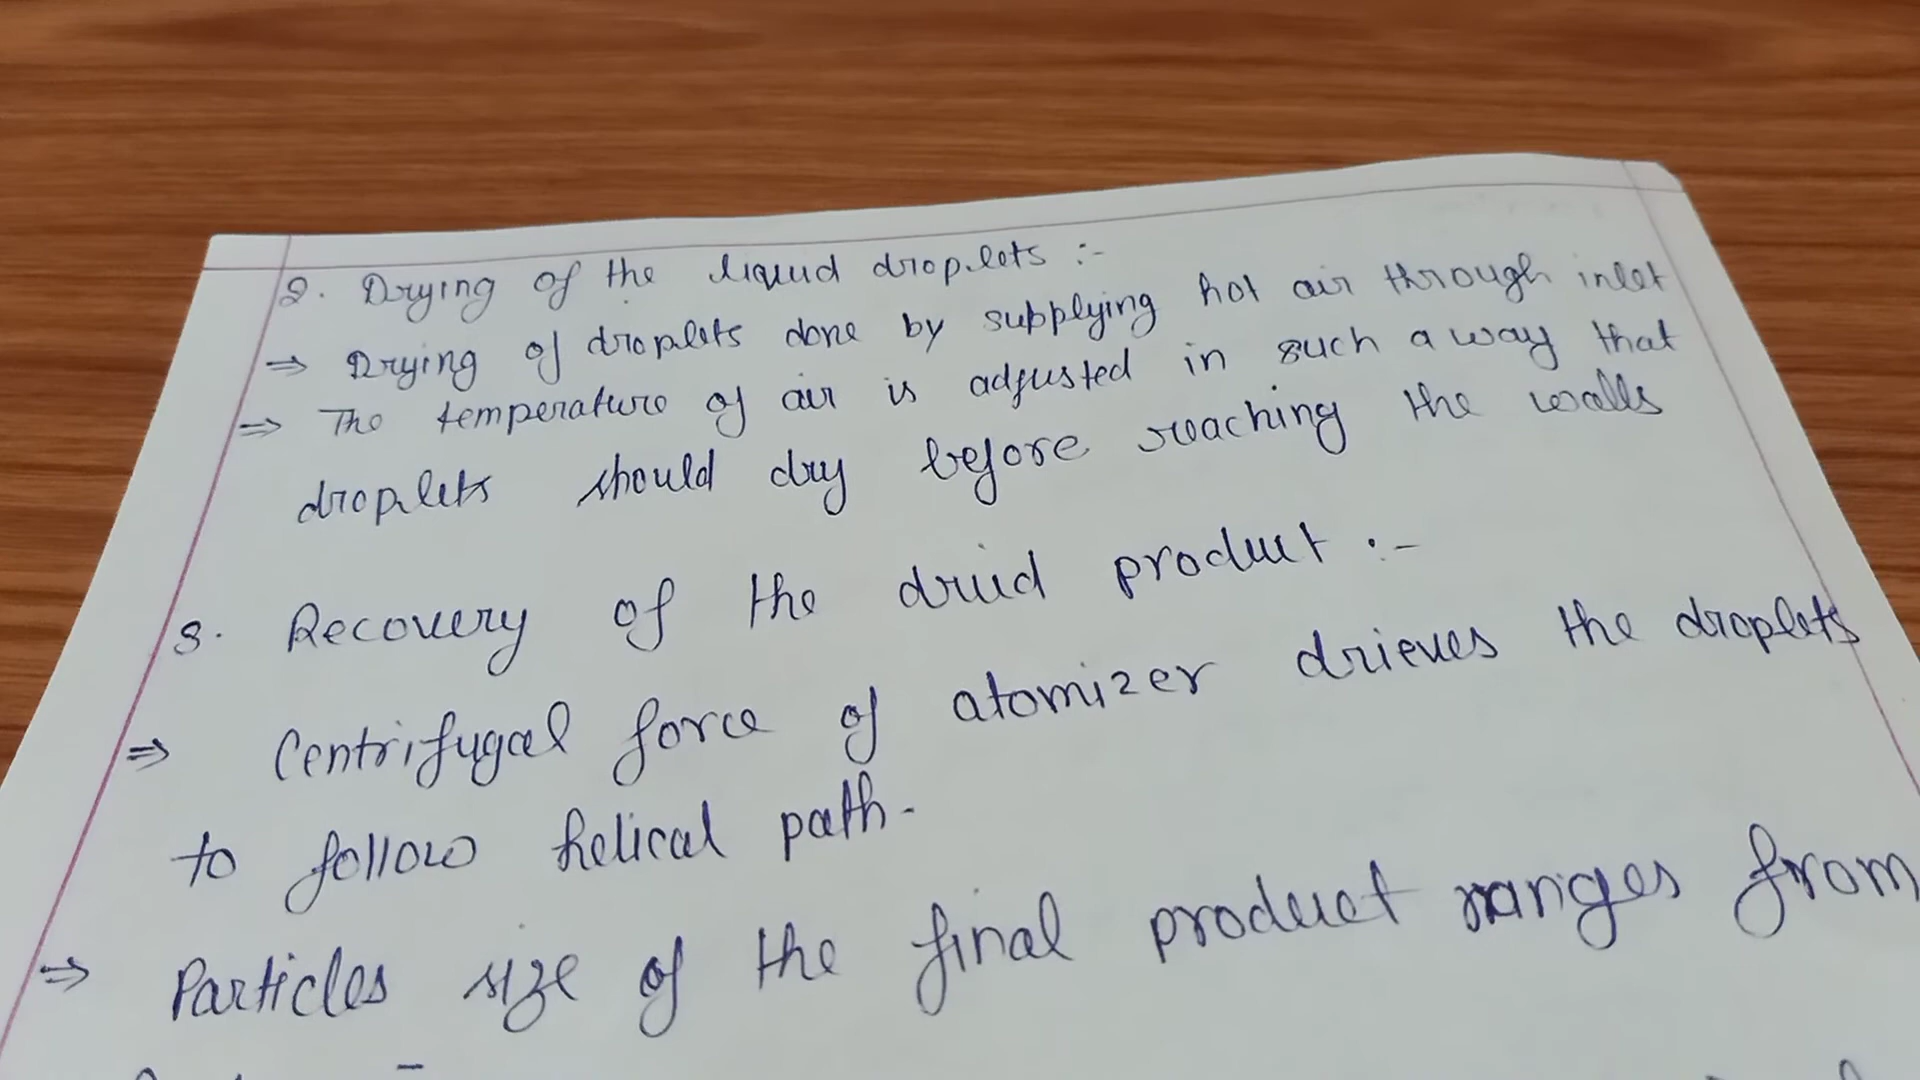 2. Drying of the liquid droplets :-
⇒ Drying of droplets done by supplying hot air through inlet
⇒ The temperature of air is adjusted in such a way that
droplets should dry before reaching the walls
3. Recovery of the dried product :-
⇒ Centrifugal force of atomizer drieves the droplets
to follow helical path.
⇒ Particles size of the final product ranges from